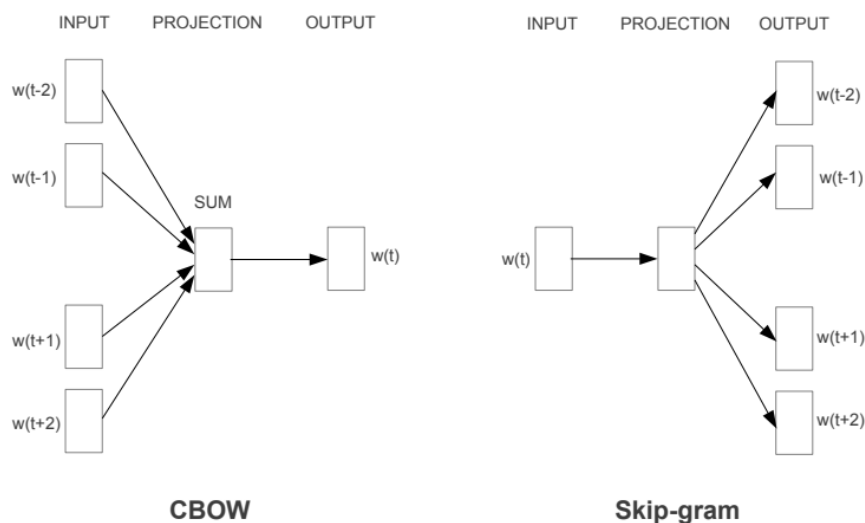 INPUT PROJECTION OUTPUT
w(t-2)
w(t-1)
SUM
w(t)
w(t+1)
w(t+2)
CBOW
INPUT PROJECTION OUTPUT
w(t-2)
w(t-1)
w(t)
w(t+1)
w(t+2)
Skip-gram